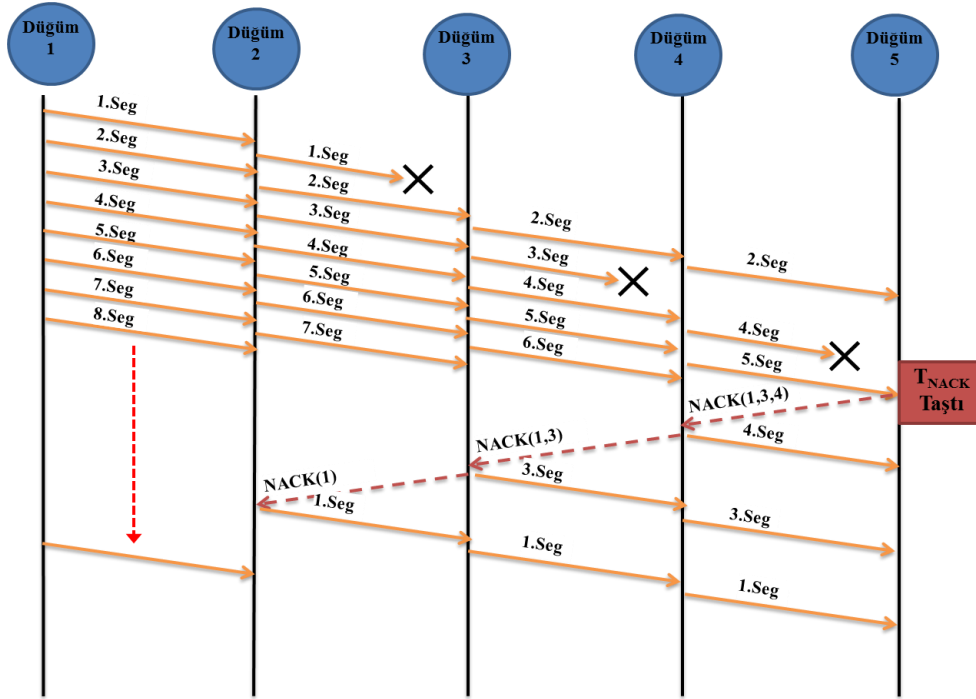 Düğüm
1
Düğüm
2
Düğüm
3
Düğüm
4
Düğüm
5
1.Seg
2.Seg
3.Seg
4.Seg
5.Seg
6.Seg
7.Seg
8.Seg
1.Seg
2.Seg
3.Seg
4.Seg
5.Seg
6.Seg
7.Seg
2.Seg
3.Seg
4.Seg
5.Seg
6.Seg
2.Seg
4.Seg
5.Seg
TNACK
Taştı
NACK(1,3,4)
4.Seg
NACK(1,3)
3.Seg
3.Seg
NACK(1)
1.Seg
1.Seg
1.Seg